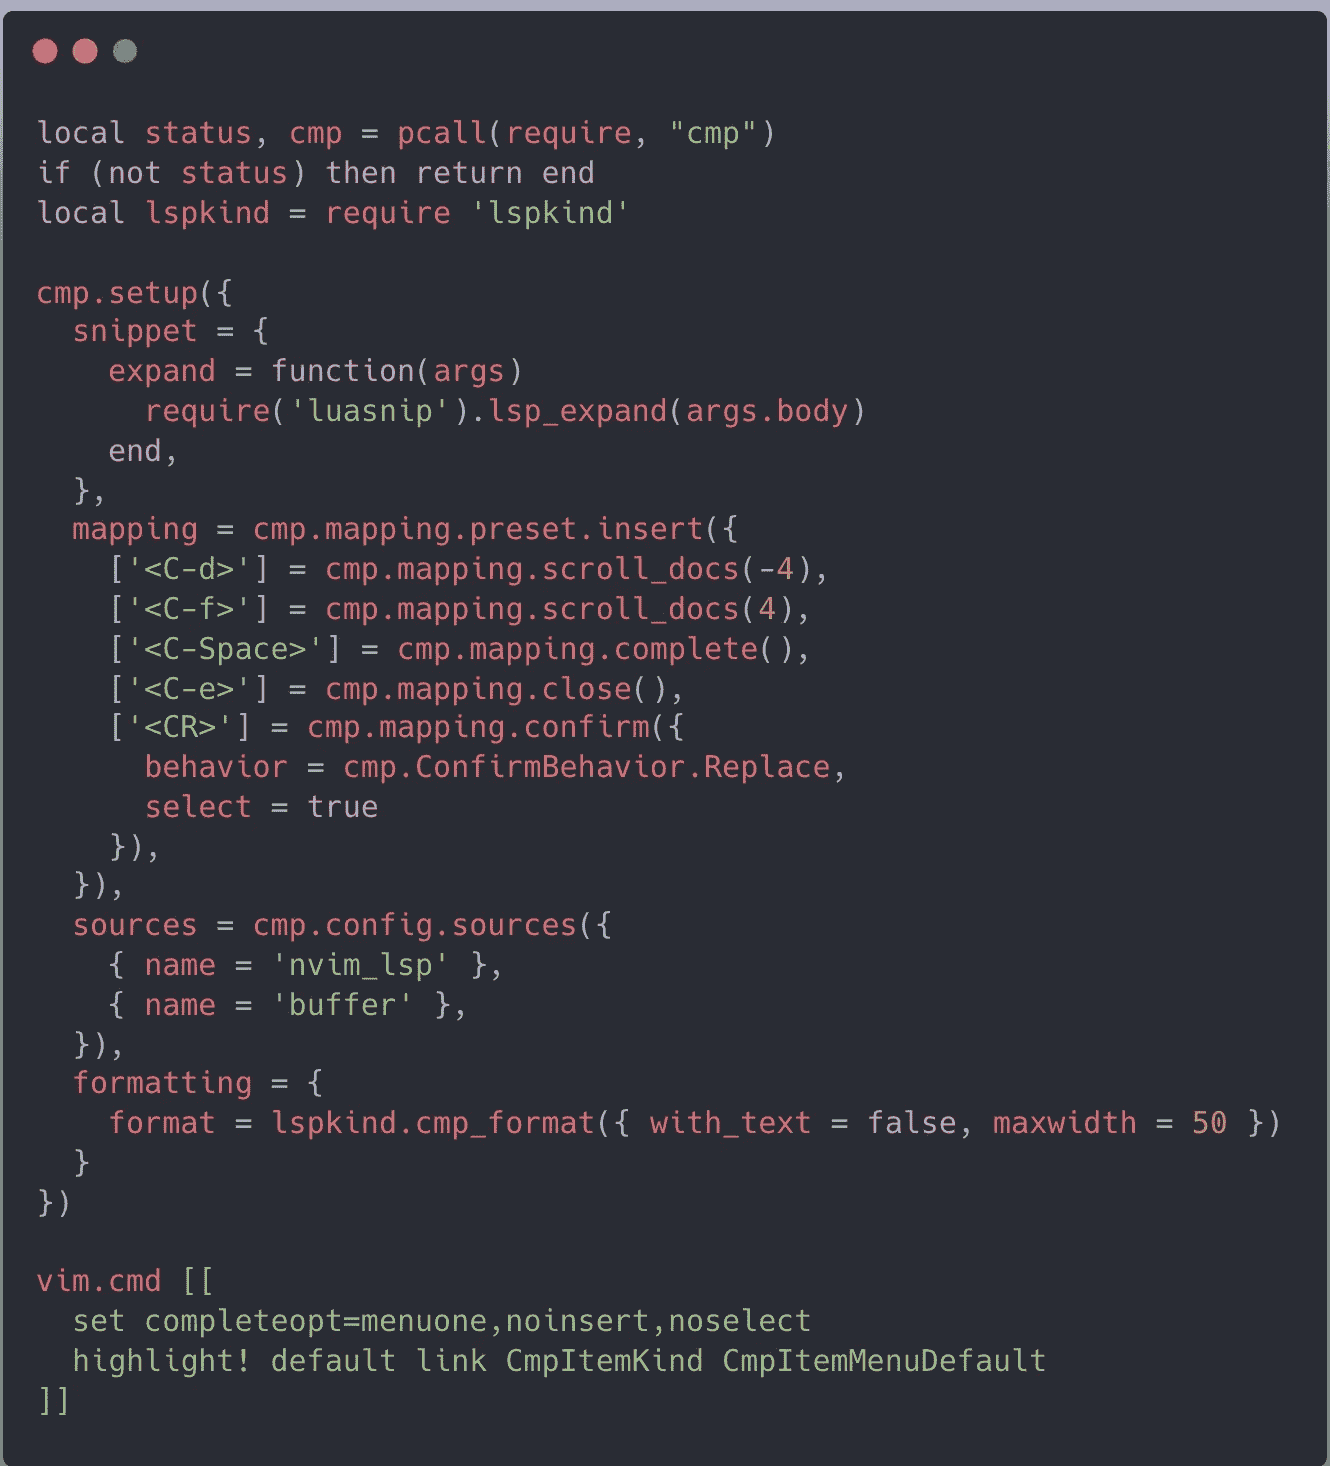 local status, cmp = pcall(require, "cmp")
if (not status) then return end
local lspkind = require 'lspkind'

cmp.setup({
  snippet = {
    expand = function(args)
      require('luasnip').lsp_expand(args.body)
    end,
  },
  mapping = cmp.mapping.preset.insert({
    ['<C-d>'] = cmp.mapping.scroll_docs(-4),
    ['<C-f>'] = cmp.mapping.scroll_docs(4),
    ['<C-Space>'] = cmp.mapping.complete(),
    ['<C-e>'] = cmp.mapping.close(),
    ['<CR>'] = cmp.mapping.confirm({
      behavior = cmp.ConfirmBehavior.Replace,
      select = true
    }),
  }),
  sources = cmp.config.sources({
    { name = 'nvim_lsp' },
    { name = 'buffer' },
  }),
  formatting = {
    format = lspkind.cmp_format({ with_text = false, maxwidth = 50 })
  }
})

vim.cmd [[
  set completeopt=menuone,noinsert,noselect
  highlight! default link CmpItemKind CmpItemMenuDefault
]]